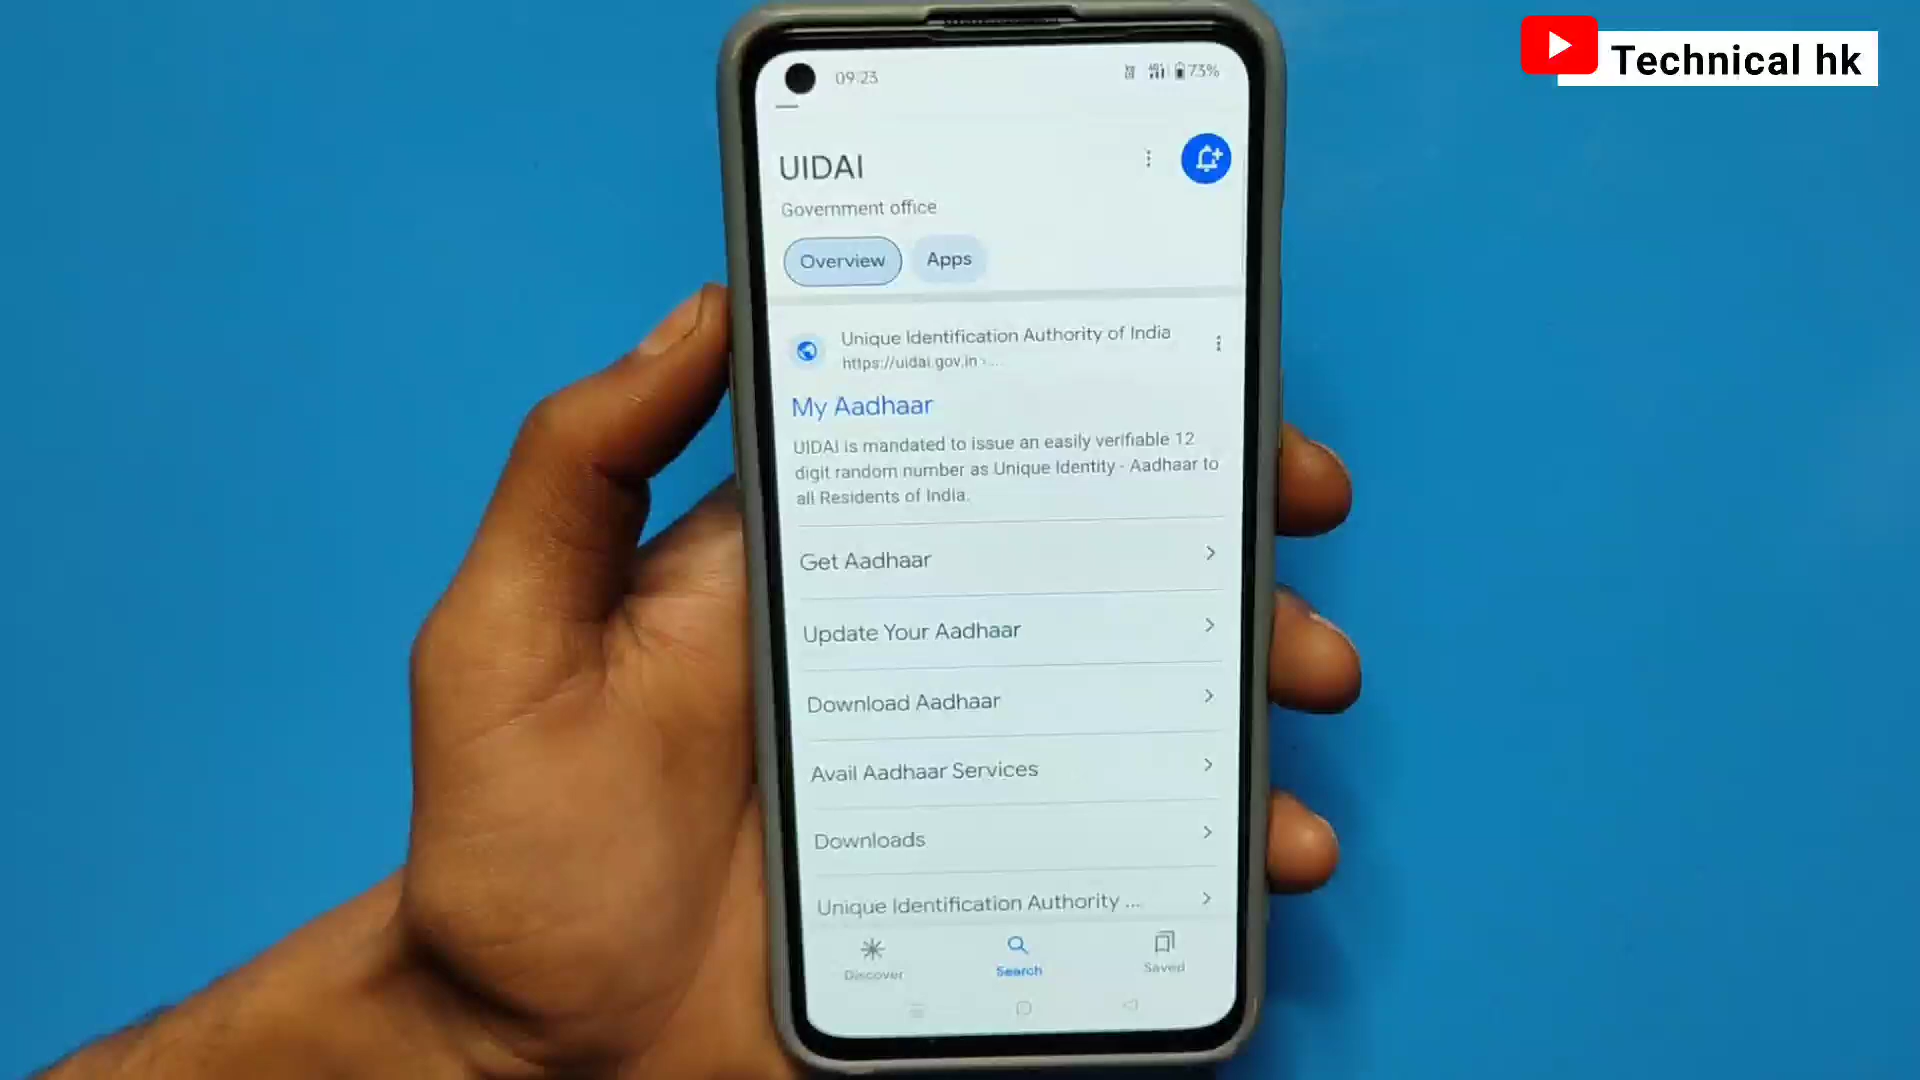 Technical hk
09:23
73%
UIDAI
Government office
Overview
Apps
Unique Identification Authority of India
https://uidai.gov.in › ...
My Aadhaar
UIDAI is mandated to issue an easily verifiable 12
digit random number as Unique Identity - Aadhaar to
all Residents of India.
Get Aadhaar
Update Your Aadhaar
Download Aadhaar
Avail Aadhaar Services
Downloads
Unique Identification Authority ...
Discover
Search
Saved